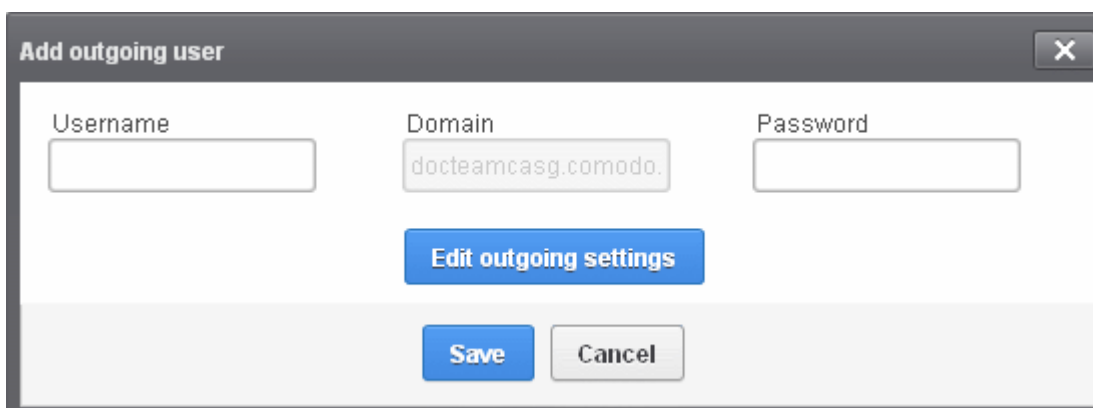 Add outgoing user
Username Domain Password
docteamcasg.comodo.
Edit outgoing settings
Save Cancel